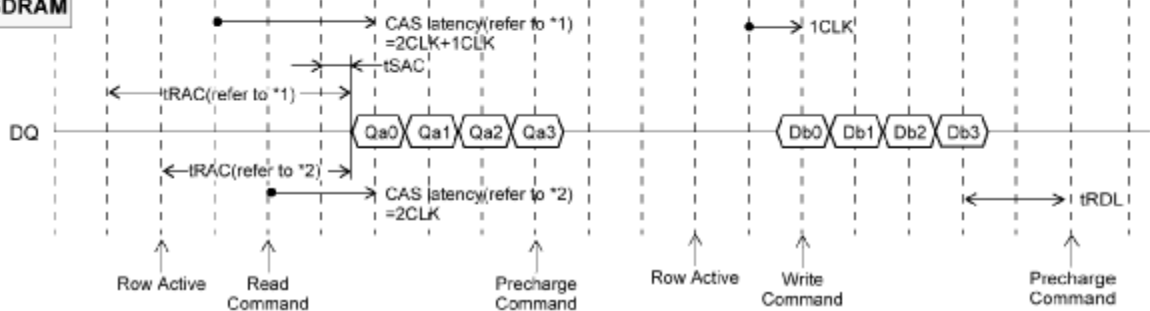 DRAM
CAS latency(refer to *1)
=2CLK+1CLK
1CLK
tSAC
tRAC(refer to *1)
DQ
Qa0 Qa1 Qa2 Qa3
Db0 Db1 Db2 Db3
tRAC(refer to *2)
CAS latency(refer to *2)
=2CLK
tRDL
Row Active
Read
Command
Precharge
Command
Row Active
Write
Command
Precharge
Command